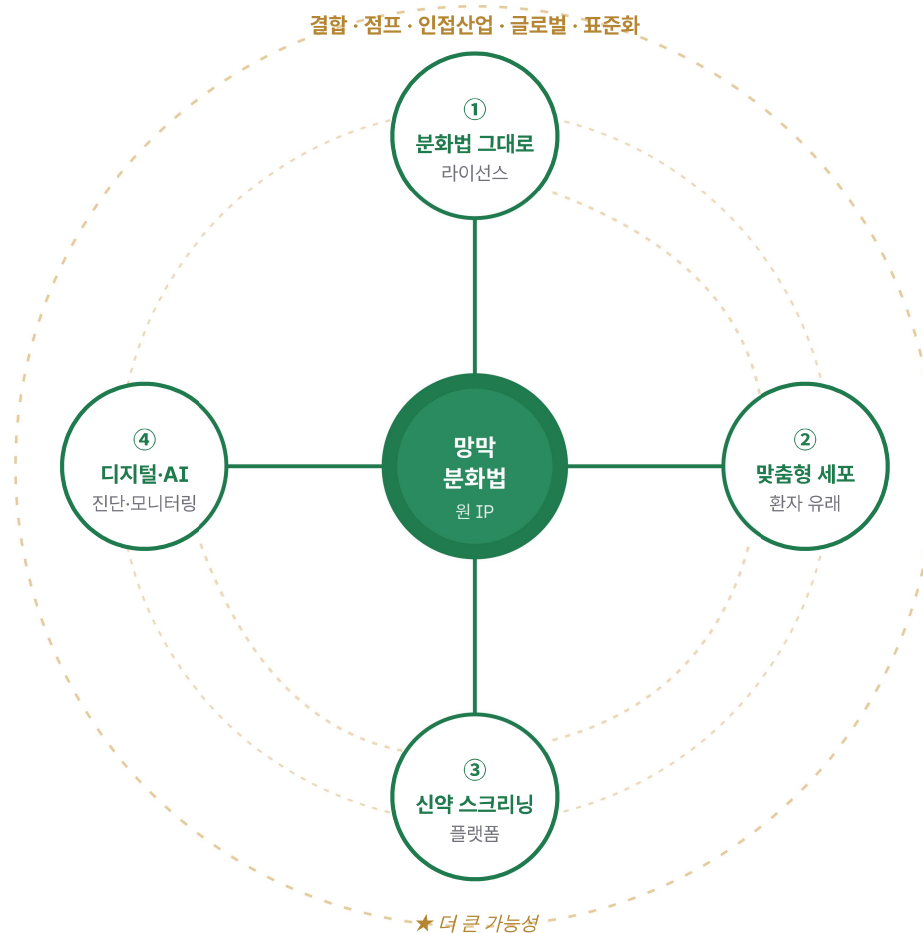 결합 · 점프 · 인접산업 · 글로벌 · 표준화
①
분화법 그대로
라이선스
④
디지털·AI
진단·모니터링
망막
분화법
원 IP
②
맞춤형 세포
환자 유래
③
신약 스크리닝
플랫폼
★ 더 큰 가능성